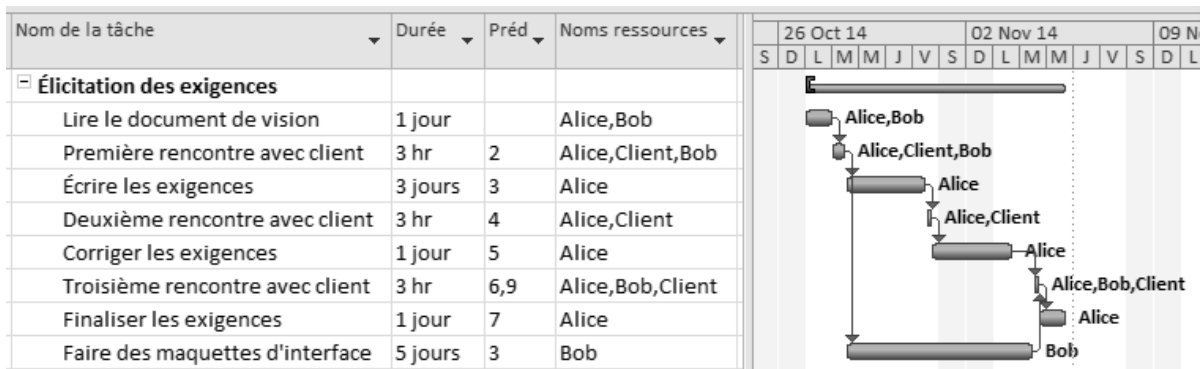 Nom de la tâche Durée Préd Noms ressources 26 Oct 14 02 Nov 14 09 N
S D L M M J V S D L M M J V S D L
Élicitation des exigences
Lire le document de vision 1 jour Alice,Bob Alice,Bob
Première rencontre avec client 3 hr 2 Alice,Client,Bob Alice,Client,Bob
Écrire les exigences 3 jours 3 Alice Alice
Deuxième rencontre avec client 3 hr 4 Alice,Client Alice,Client
Corriger les exigences 1 jour 5 Alice Alice
Troisième rencontre avec client 3 hr 6,9 Alice,Bob,Client Alice,Bob,Client
Finaliser les exigences 1 jour 7 Alice Alice
Faire des maquettes d'interface 5 jours 3 Bob Bob